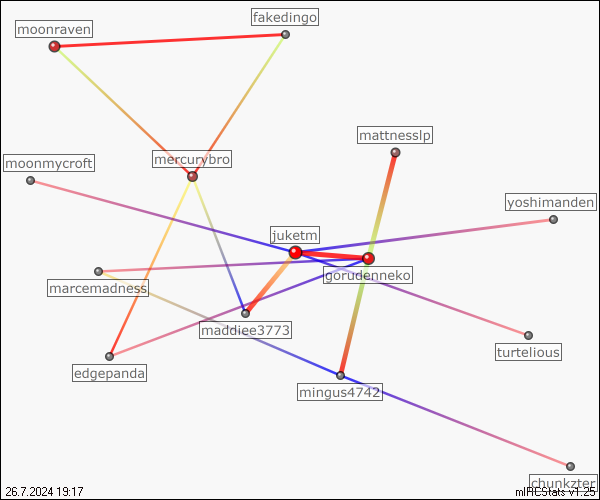 fakedingo
moonraven
mattnesslp
mercurybro
moonmycroft
yoshimanden
juketm
gorudenneko
marcemadness
maddiee3773
turtelious
edgepanda
mingus4742
chunkzter
26.7.2024 19:17
mIRCStats v1.25